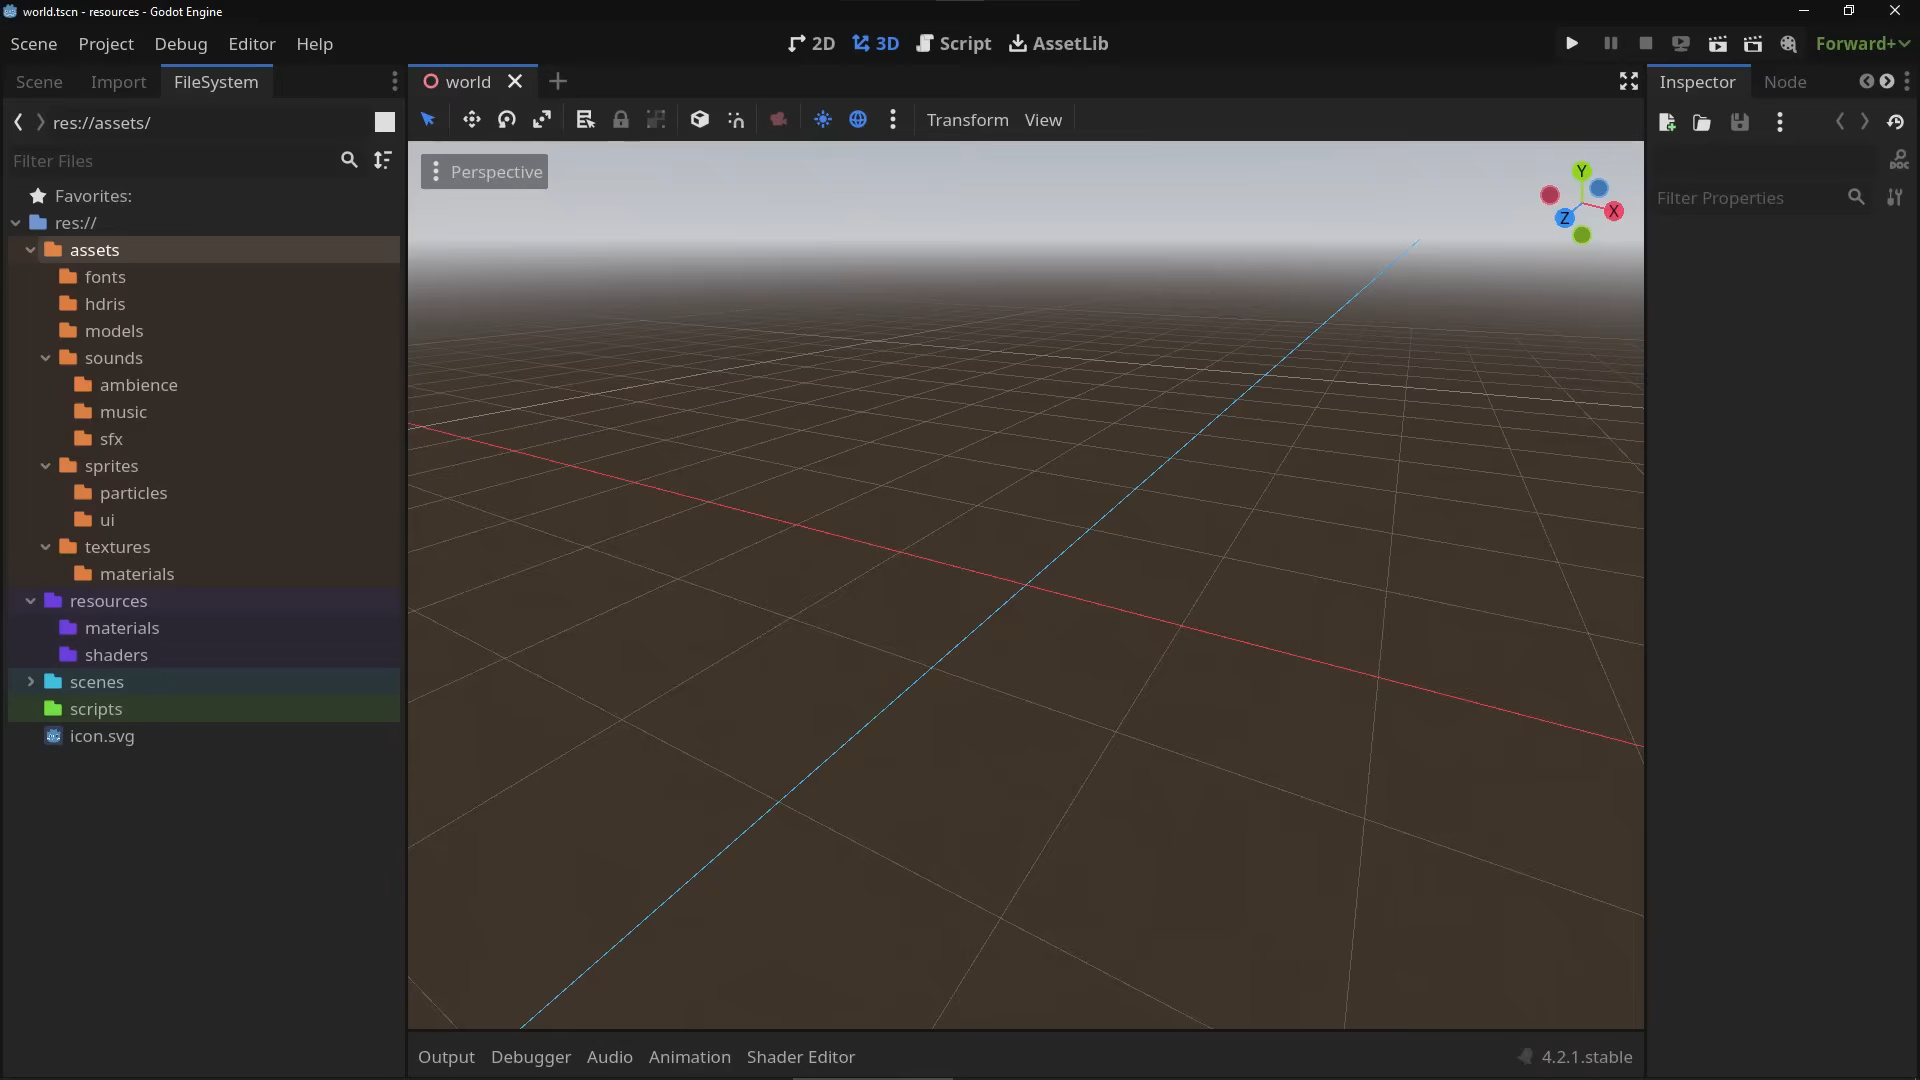 world.tscn - resources - Godot Engine
Scene Project Debug Editor Help
2D 3D Script AssetLib
Forward+
Scene Import FileSystem
world
Inspector Node
res://assets/
Transform View
Filter Files
DOC
Perspective
Y
X
Z
Filter Properties
Favorites:
res://
assets
fonts
hdris
models
sounds
ambience
music
sfx
sprites
particles
ui
textures
materials
resources
materials
shaders
scenes
scripts
icon.svg
Output Debugger Audio Animation Shader Editor
4.2.1.stable